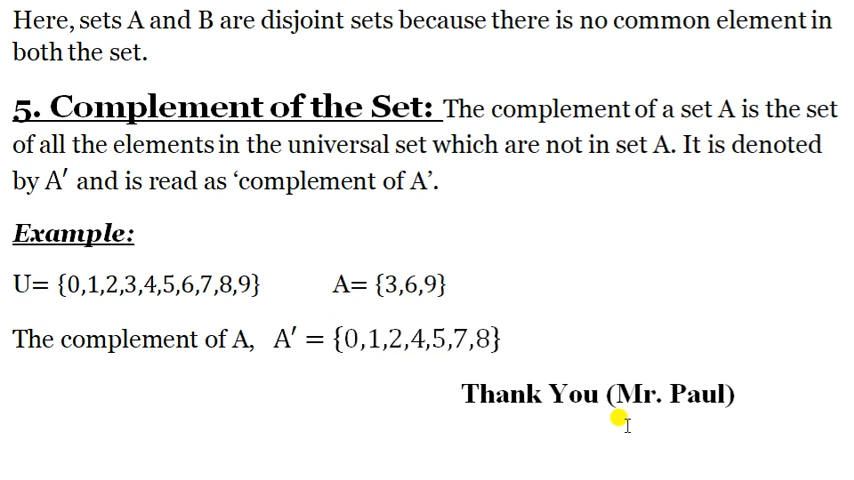 Here, sets A and B are disjoint sets because there is no common element in
both the set.
5. Complement of the Set: The complement of a set A is the set
of all the elements in the universal set which are not in set A. It is denoted
by A′ and is read as ‘complement of A’.
Example:
U= {0,1,2,3,4,5,6,7,8,9} A= {3,6,9}
The complement of A, A′ = {0,1,2,4,5,7,8}
Thank You (Mr. Paul)